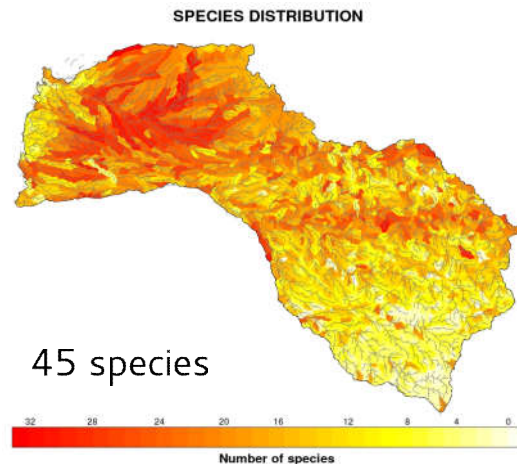 SPECIES DISTRIBUTION
45 species
32 28 24 20 16 12 8 4 0
Number of species